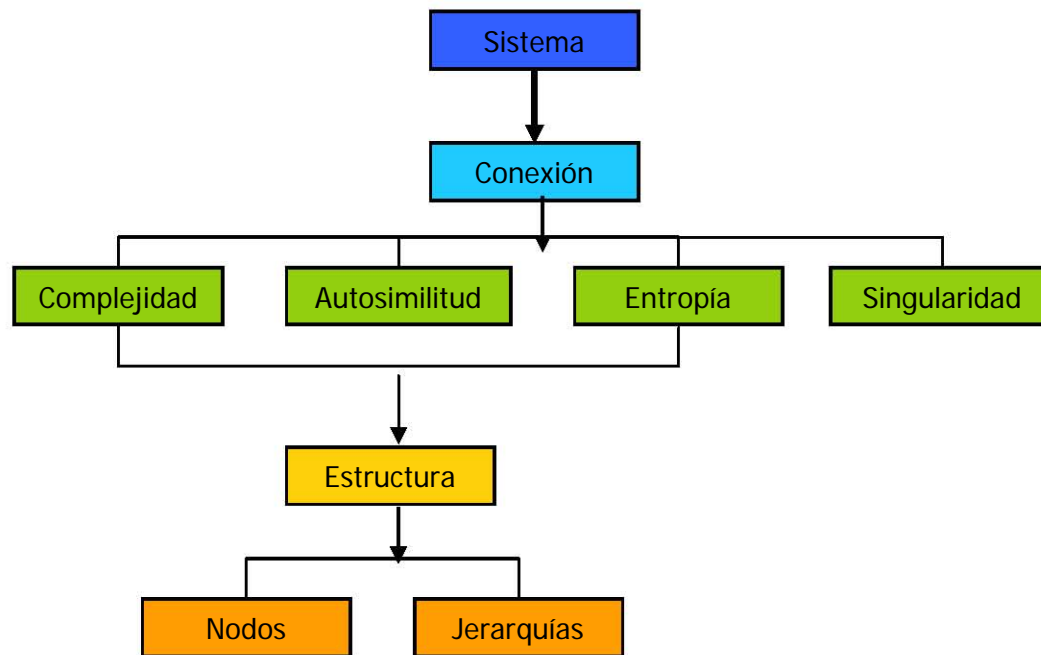 Sistema
Conexión
Complejidad
Autosimilitud
Entropía
Singularidad
Estructura
Nodos
Jerarquías